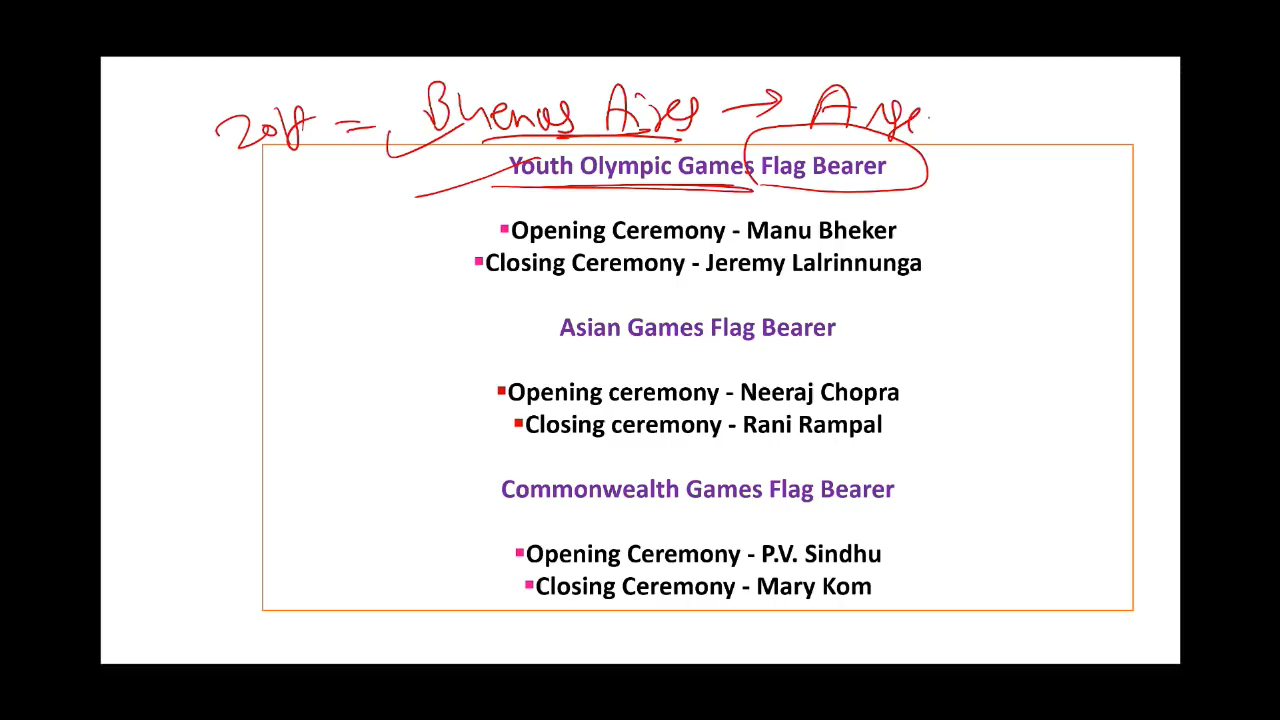 2018 = Buenos Aires → Arge.
Youth Olympic Games Flag Bearer
▪Opening Ceremony - Manu Bheker
▪Closing Ceremony - Jeremy Lalrinnunga
Asian Games Flag Bearer
▪Opening ceremony - Neeraj Chopra
▪Closing ceremony - Rani Rampal
Commonwealth Games Flag Bearer
▪Opening Ceremony - P.V. Sindhu
▪Closing Ceremony - Mary Kom